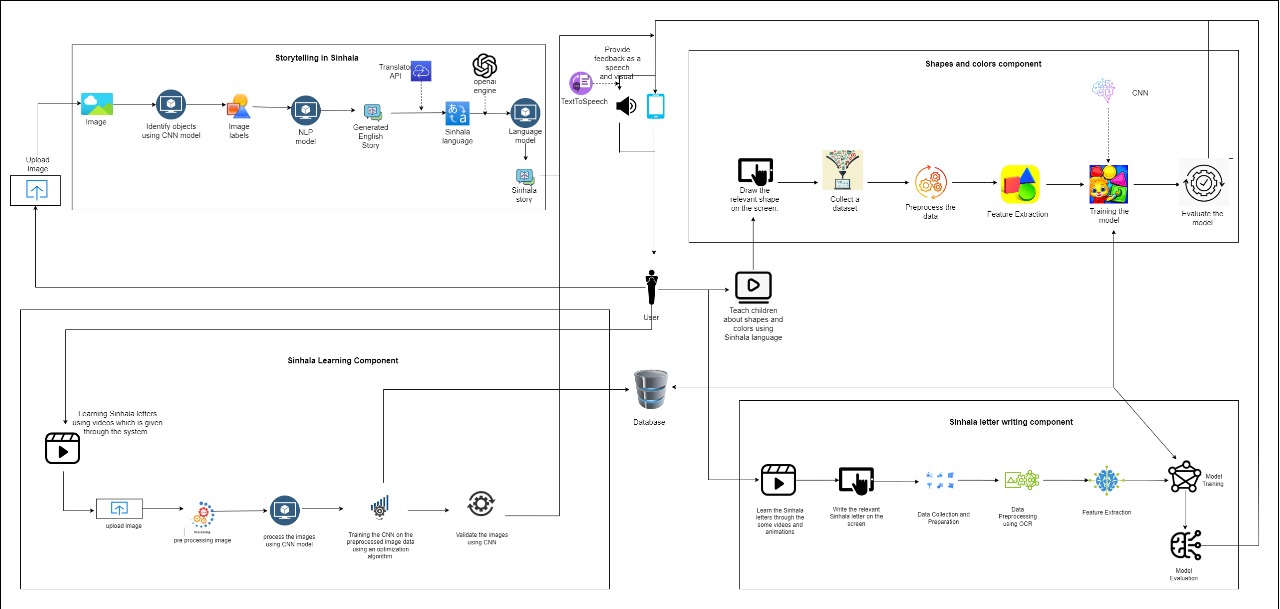 Storytelling in Sinhala
Translator
API
openai
engine
Image
Identify objects
using CNN model
Image
labels
NLP
model
Generated
English
Story
Sinhala
language
Language
model
Sinhala
story
Upload
Image
Provide
feedback as a
speech
and visual
TextToSpeech
Shapes and colors component
CNN
Draw the
relevant shape
on the screen.
Collect a
dataset
Preprocess the
data
Feature Extraction
Training the
model
Evaluate the
model
User
Teach children
about shapes and
colors using
Sinhala language
Sinhala Learning Component
Learning Sinhala letters
using videos which is given
through the system
upload image
pre processing image
process the images
using CNN model
Training the CNN on the
preprocessed image data
using an optimization
algorithm
Validate the images
using CNN
Database
Sinhala letter writing component
Learn the Sinhala
letters through the
some videos and
animations
Write the relevant
Sinhala letter on the
screen
Data Collection and
Preparation
Data
Preprocessing
using OCR
Feature Extraction
Model
Training
Model
Evaluation